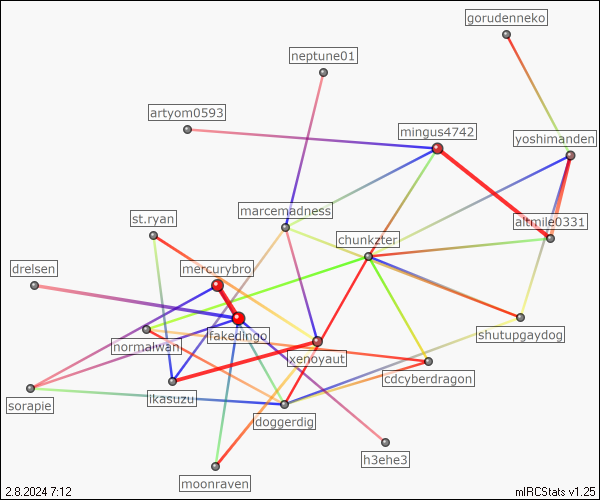 gorudenneko
neptune01
artyom0593
mingus4742
yoshimanden
marcemadness
st.ryan
altmile0331
chunkzter
drelsen
mercurybro
fakedingo
normalwan
shutupgaydog
xenoyaut
cdcyberdragon
sorapie
ikasuzu
doggerdig
h3ehe3
moonraven
2.8.2024 7:12
mIRCStats v1.25